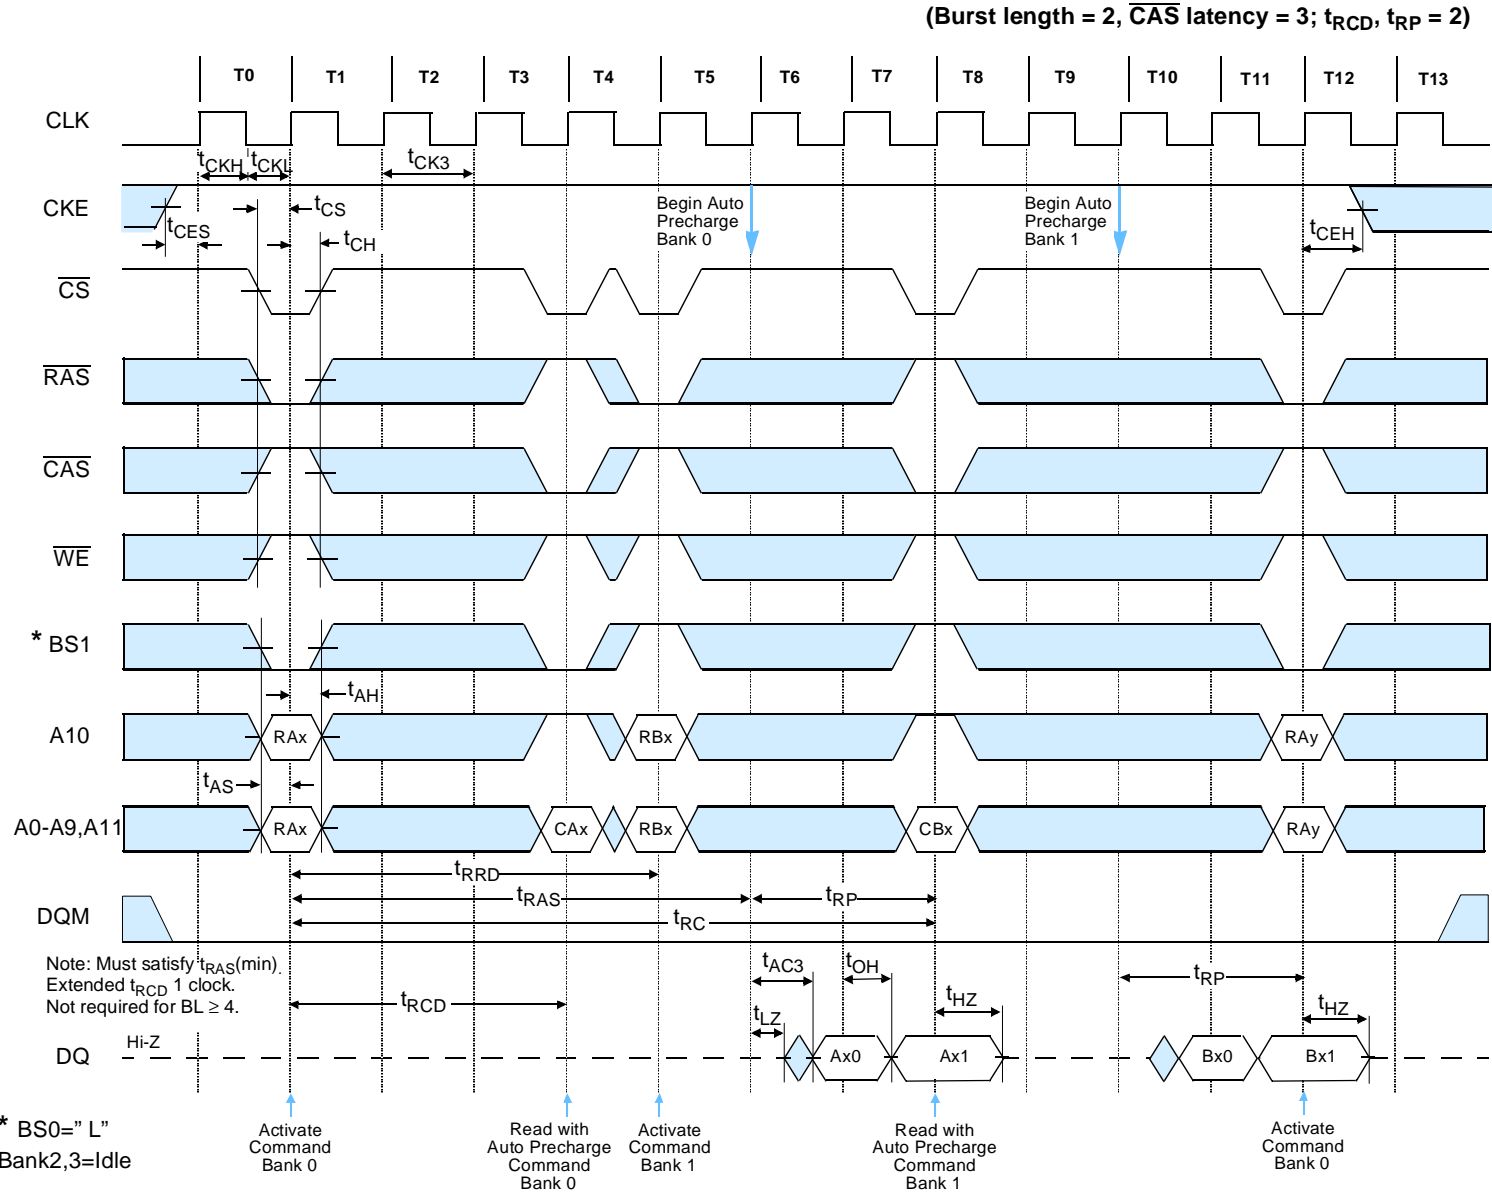 (Burst length = 2, CAS latency = 3; tRCD, tRP = 2)
T0 T1 T2 T3 T4 T5 T6 T7 T8 T9 T10 T11 T12 T13
CLK
tCKH tCKL tCK3
CKE
tCES
tCS
tCH
Begin Auto
Precharge
Bank 0
Begin Auto
Precharge
Bank 1
tCEH
CS
RAS
CAS
WE
* BS1
tAH
A10
RAx RBx RAy
tAS
A0-A9,A11
RAx CAx RBx CBx RAy
tRRD
tRAS tRP
DQM
tRC
Note: Must satisfy tRAS(min).
Extended tRCD 1 clock.
Not required for BL ≥ 4.
tRCD
tAC3 tOH
tLZ
tHZ
tRP
tHZ
Hi-Z
DQ
Ax0 Ax1 Bx0 Bx1
* BS0=” L”
Bank2,3=Idle
Activate
Command
Bank 0
Read with
Auto Precharge
Command
Bank 0
Activate
Command
Bank 1
Read with
Auto Precharge
Command
Bank 1
Activate
Command
Bank 0